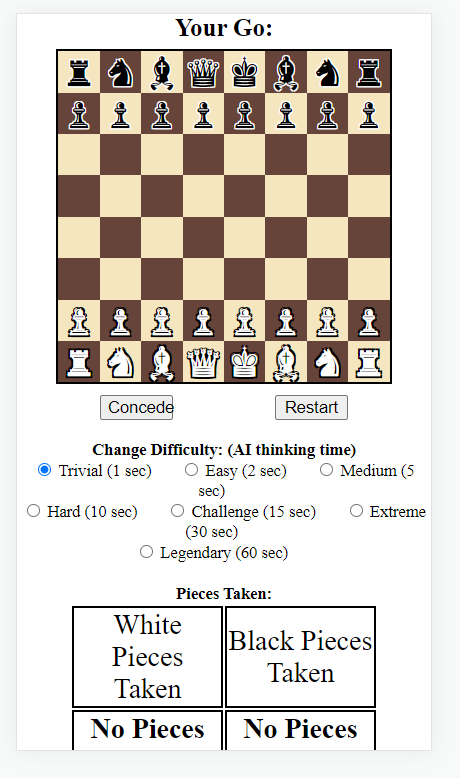 Your Go:
Concede
Restart
Change Difficulty: (AI thinking time)
Trivial (1 sec) Easy (2 sec) Medium (5
sec)
Hard (10 sec) Challenge (15 sec) Extreme
(30 sec)
Legendary (60 sec)
Pieces Taken:
White
Pieces
Taken
Black Pieces
Taken
No Pieces
No Pieces